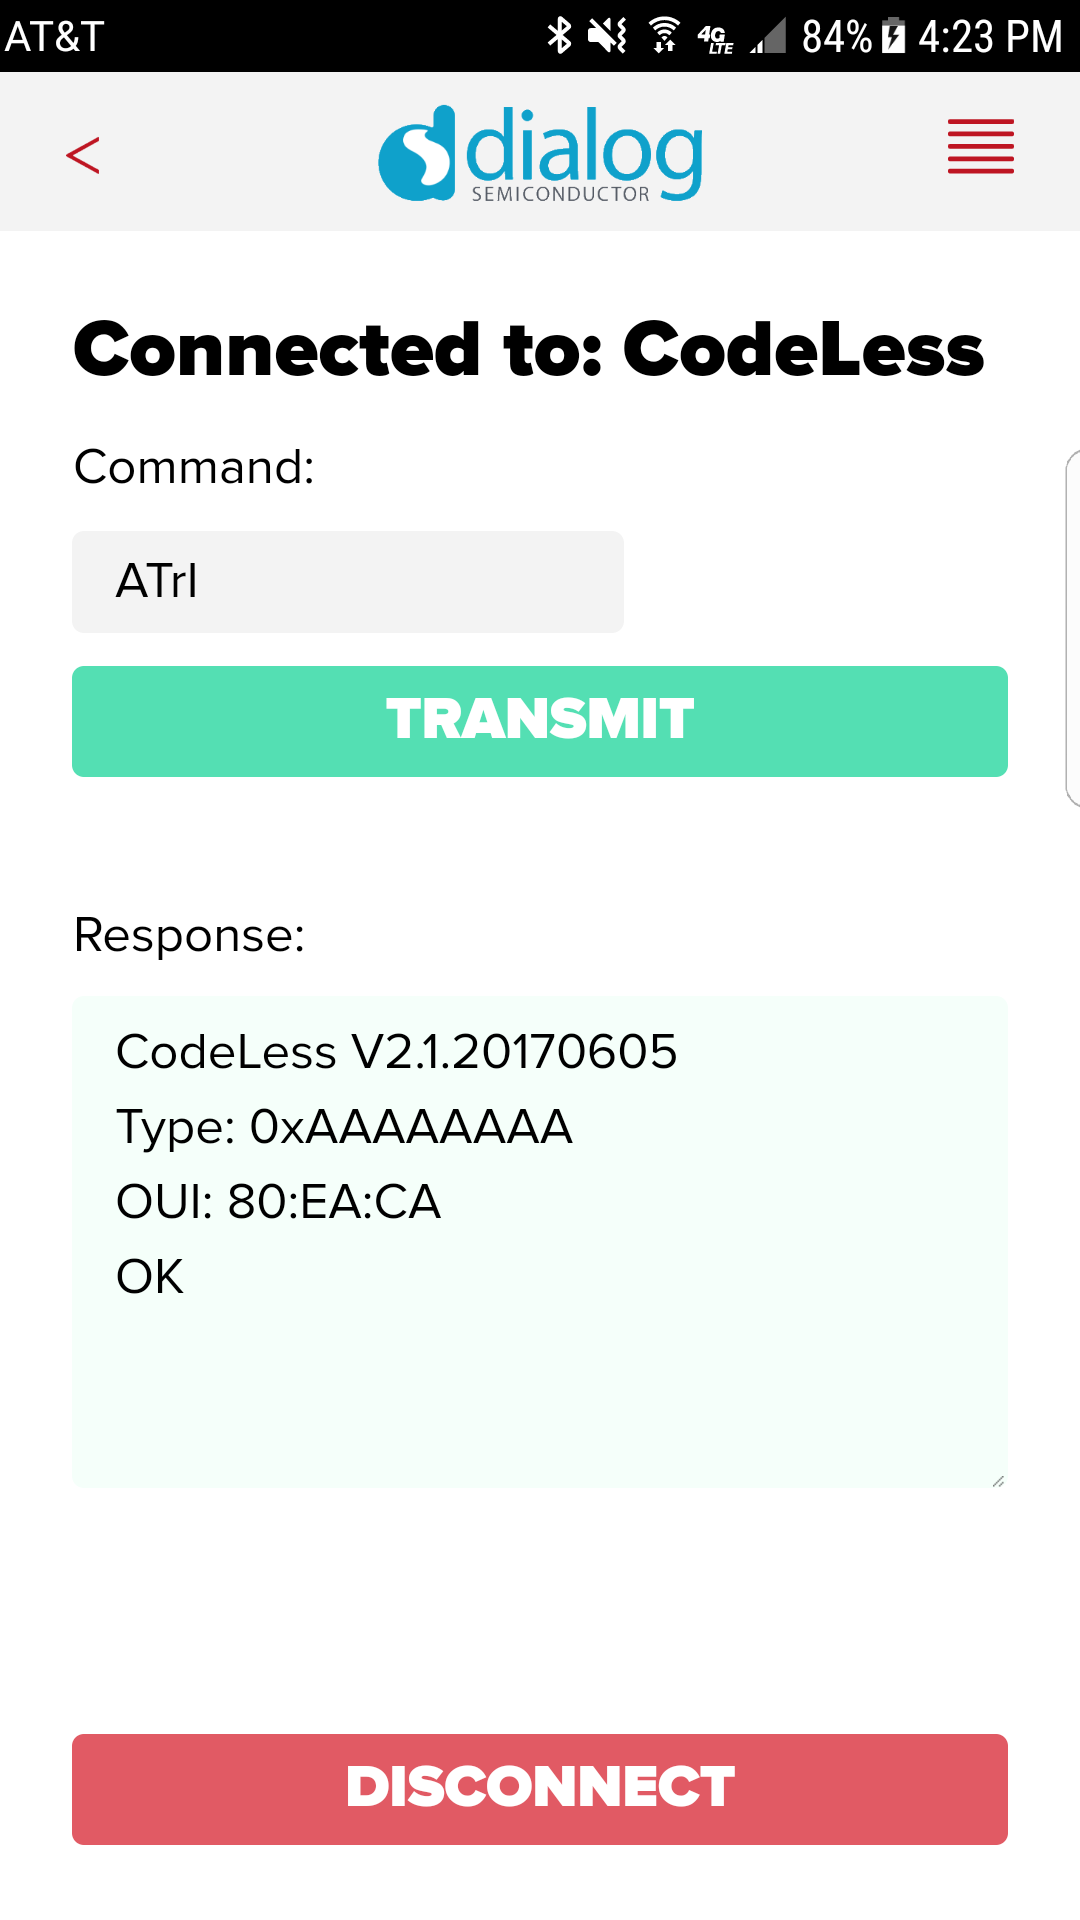 AT&T 4G LTE 84% 4:23 PM
< dialog
SEMICONDUCTOR
Connected to: CodeLess
Command:
ATrI
TRANSMIT
Response:
CodeLess V2.1.20170605
Type: 0xAAAAAAAA
OUI: 80:EA:CA
OK
DISCONNECT